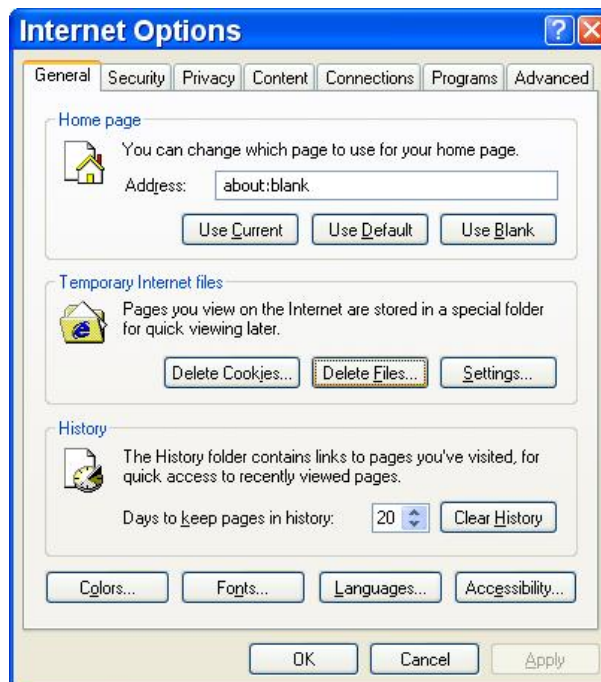 Internet Options
General Security Privacy Content Connections Programs Advanced
Home page
You can change which page to use for your home page.
Address: about:blank
Use Current Use Default Use Blank
Temporary Internet files
Pages you view on the Internet are stored in a special folder
for quick viewing later.
Delete Cookies... Delete Files... Settings...
History
The History folder contains links to pages you've visited, for
quick access to recently viewed pages.
Days to keep pages in history: 20 Clear History
Colors... Fonts... Languages... Accessibility...
OK Cancel Apply